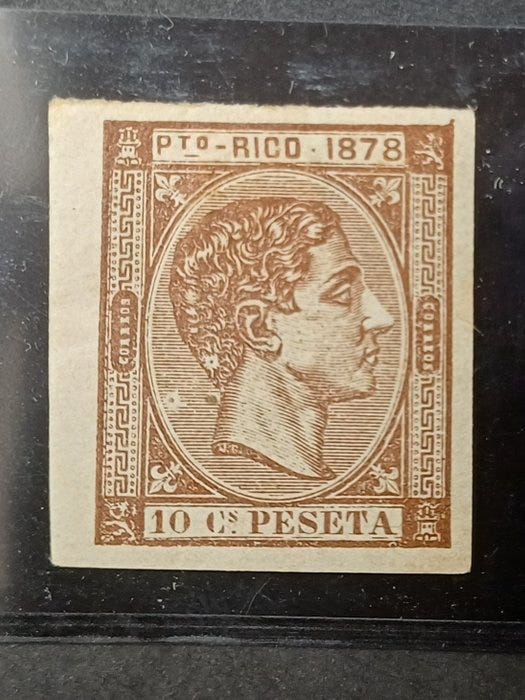 PTO-RICO·1878
CORREOS
CORREOS
10 CS PESETA